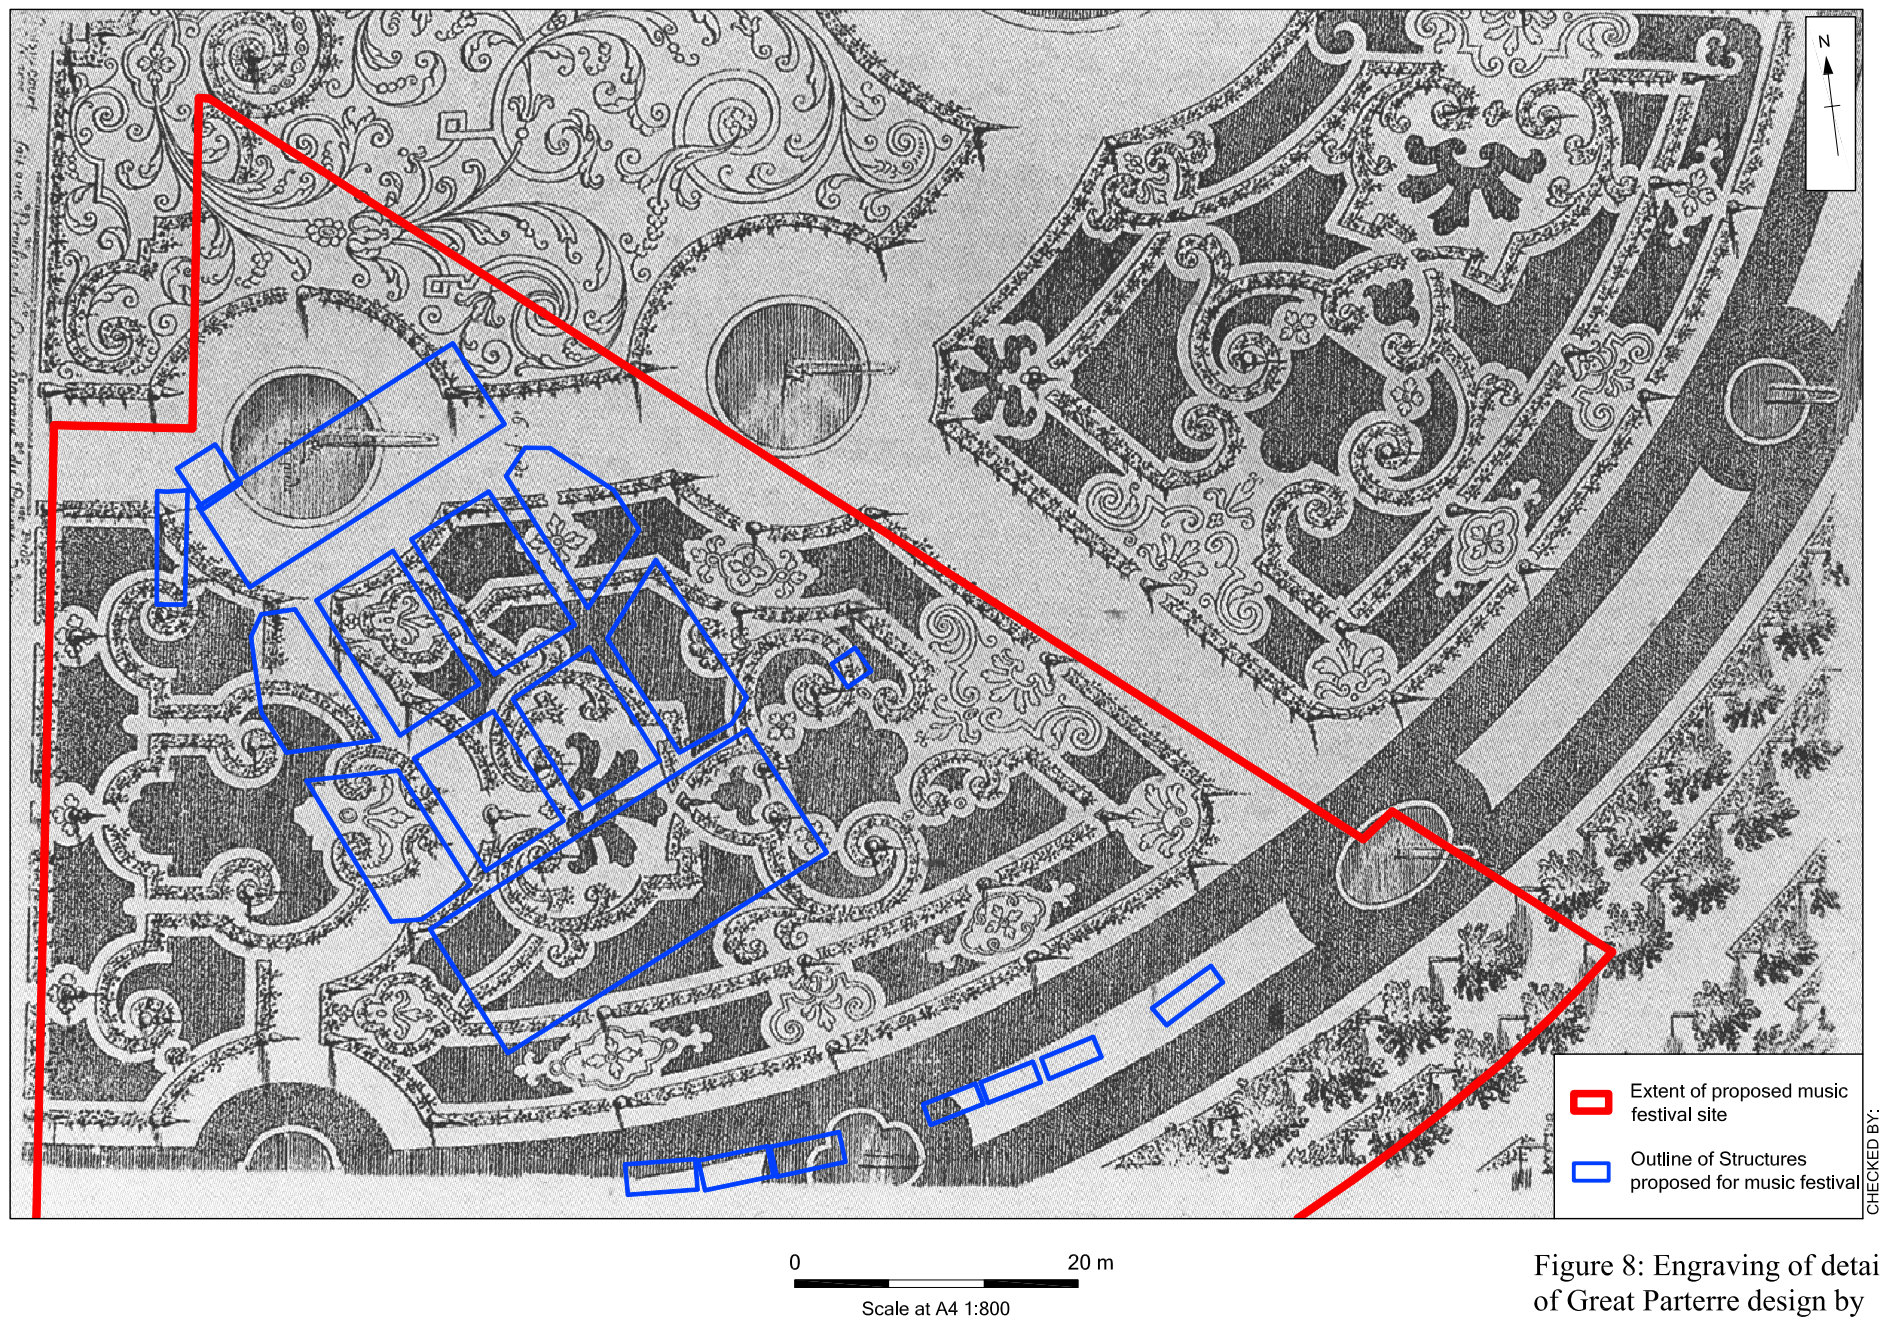 N
Extent of proposed music
festival site
Outline of Structures
proposed for music festival
CHECKED BY:
0 20 m
Scale at A4 1:800
Figure 8: Engraving of detai
of Great Parterre design by